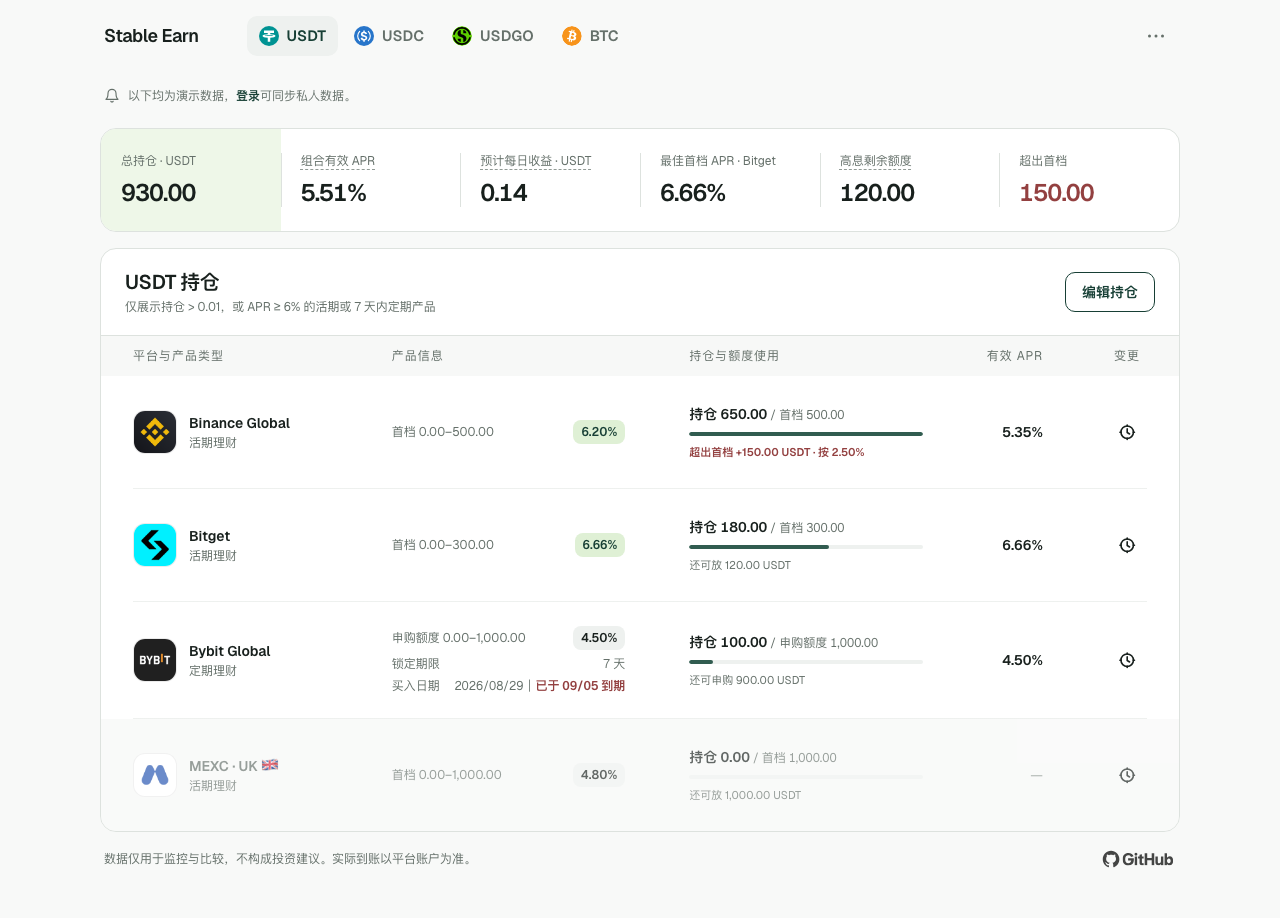 Stable Earn
USDT
USDC
USDGO
BTC
以下均为演示数据，登录可同步私人数据。
总持仓 · USDT
930.00
组合有效 APR
5.51%
预计每日收益 · USDT
0.14
最佳首档 APR · Bitget
6.66%
高息剩余额度
120.00
超出首档
150.00
USDT 持仓
仅展示持仓 > 0.01，或 APR ≥ 6% 的活期或 7 天内定期产品
编辑持仓
平台与产品类型
产品信息
持仓与额度使用
有效 APR
变更
Binance Global
活期理财
首档 0.00–500.00
6.20%
持仓 650.00 / 首档 500.00
超出首档 +150.00 USDT · 按 2.50%
5.35%
Bitget
活期理财
首档 0.00–300.00
6.66%
持仓 180.00 / 首档 300.00
还可放 120.00 USDT
6.66%
BYBIT
Bybit Global
定期理财
申购额度 0.00–1,000.00
4.50%
锁定期限
7 天
买入日期
2026/08/29 | 已于 09/05 到期
持仓 100.00 / 申购额度 1,000.00
还可申购 900.00 USDT
4.50%
MEXC · UK 🇬🇧
活期理财
首档 0.00–1,000.00
4.80%
持仓 0.00 / 首档 1,000.00
还可放 1,000.00 USDT
—
数据仅用于监控与比较，不构成投资建议。实际到账以平台账户为准。
GitHub